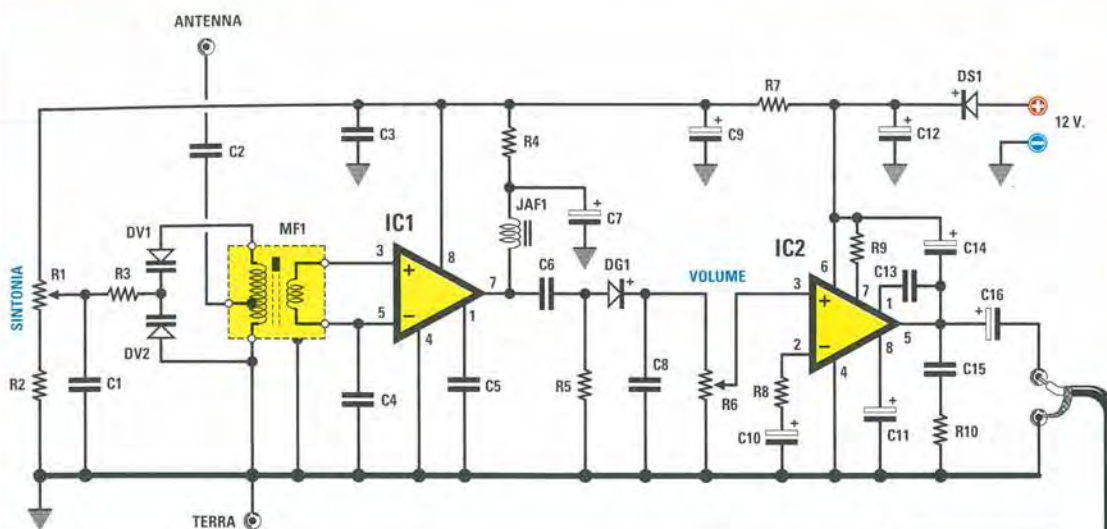 ANTENNA
DS1
R7
12 V.
C3
C9
C12
R4
C2
JAF1
C7
DV1
MF1
IC1
IC2
R9
C14
3
8
C6
DG1
VOLUME
6
C13
C16
SINTONIA
R1
R3
7
3
7
1
5
1
5
DV2
4
2
8
4
C15
R2
C1
C4
C5
R5
C8
R6
R8
C10
C11
R10
TERRA